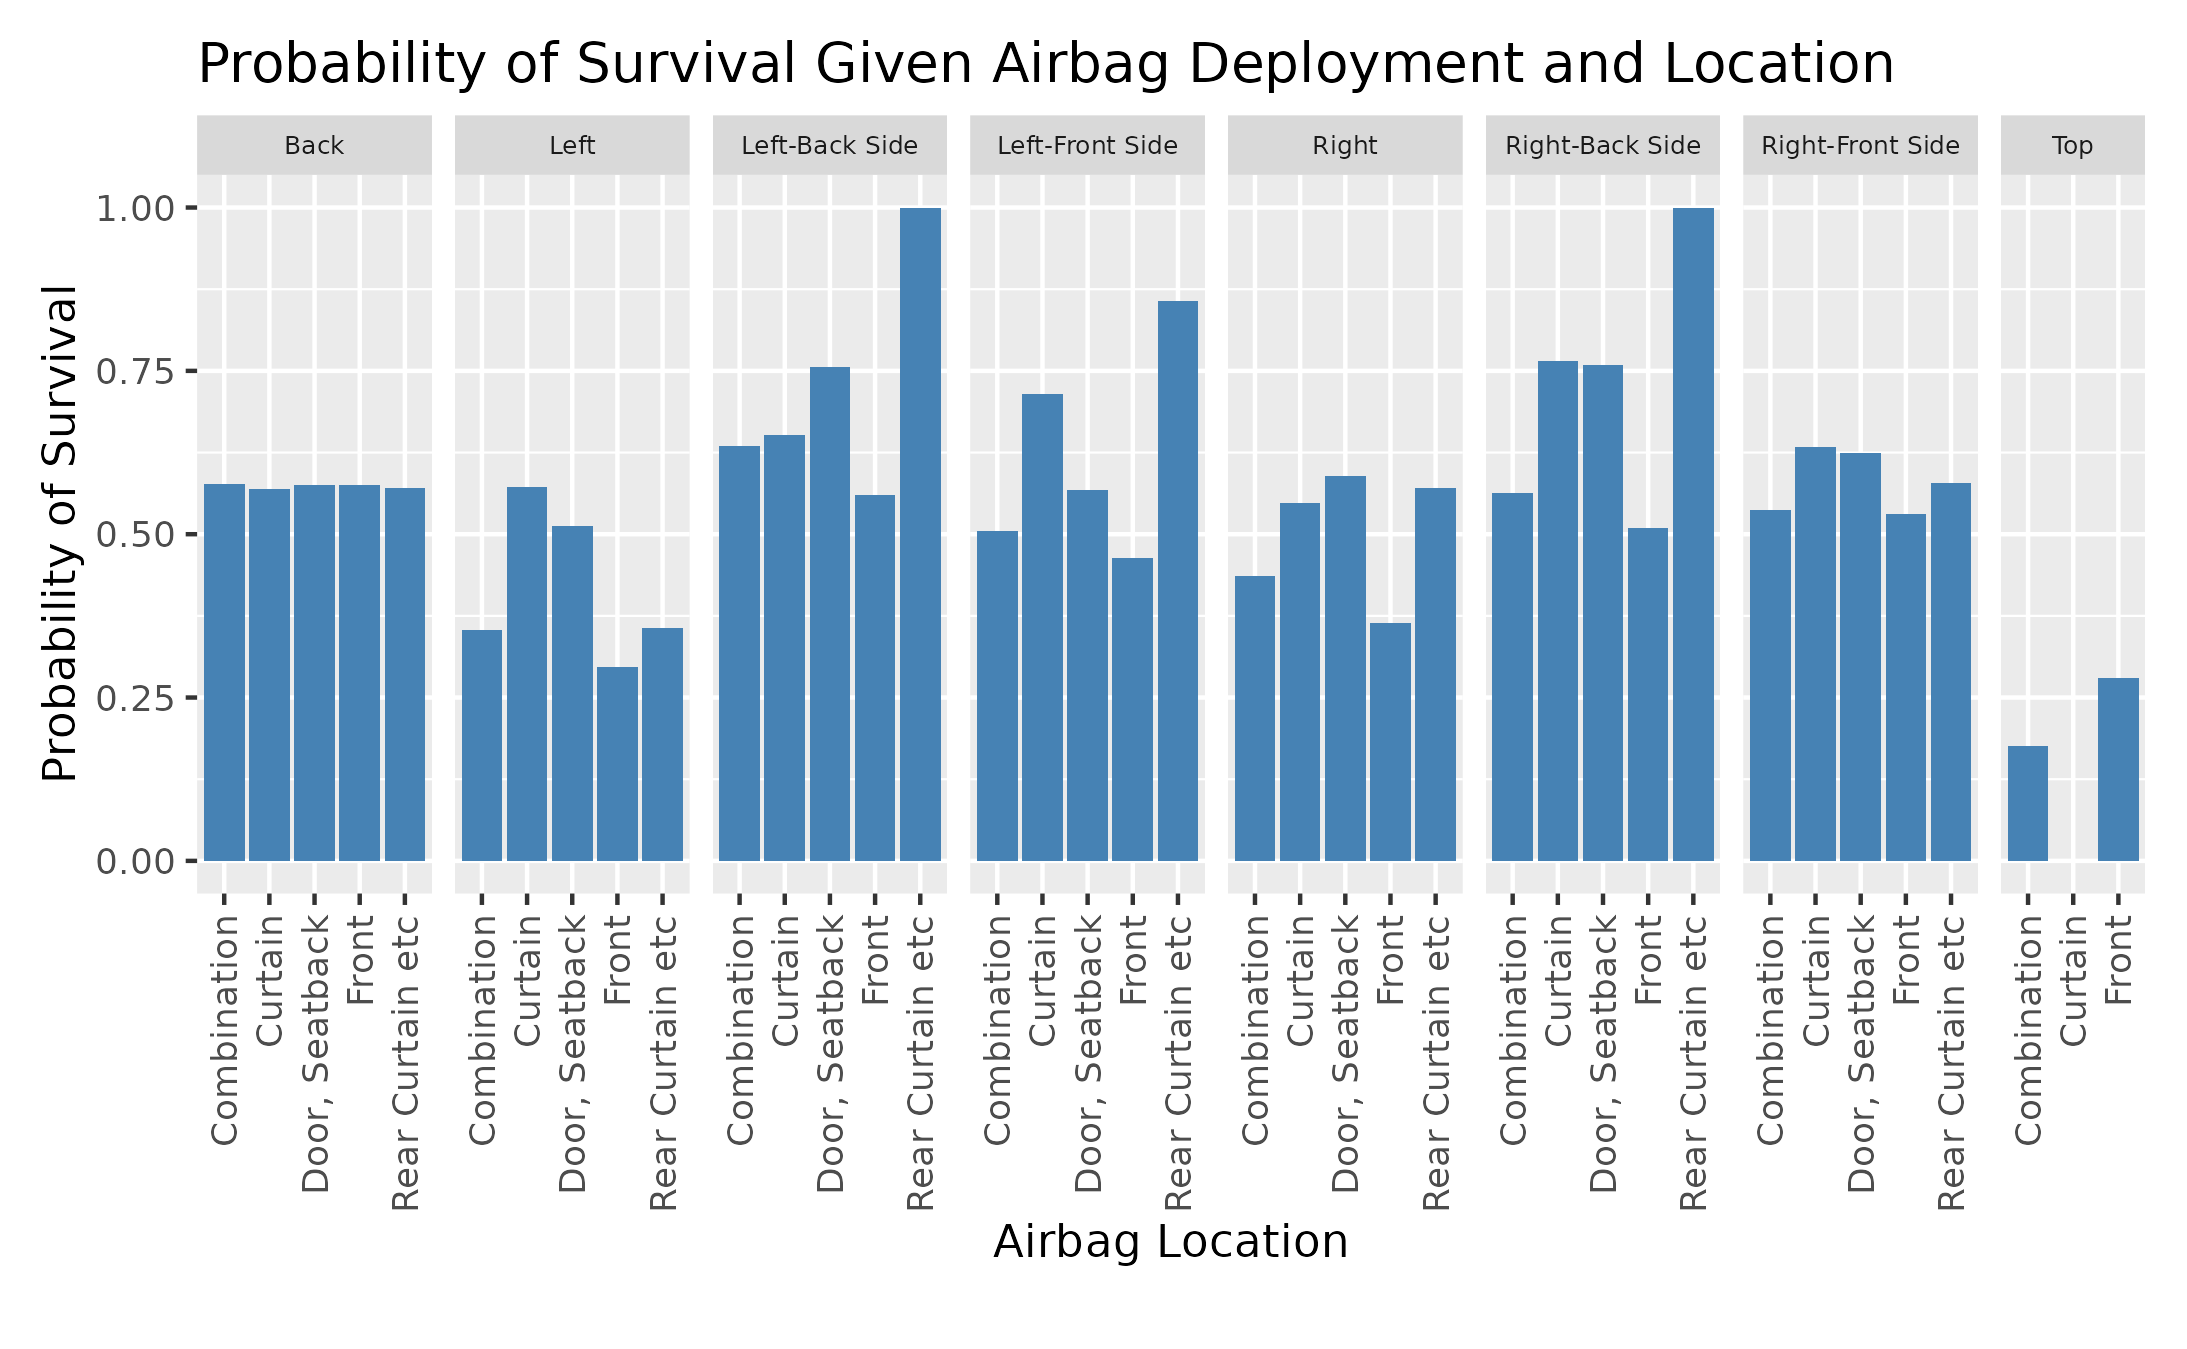 Probability of Survival Given Airbag Deployment and Location
Back
Left
Left-Back Side
Left-Front Side
Right
Right-Back Side
Right-Front Side
Top
Probability of Survival
1.00
0.75
0.50
0.25
0.00
Combination
Curtain
Door, Seatback
Front
Rear Curtain etc
Combination
Curtain
Door, Seatback
Front
Rear Curtain etc
Combination
Curtain
Door, Seatback
Front
Rear Curtain etc
Combination
Curtain
Door, Seatback
Front
Rear Curtain etc
Combination
Curtain
Door, Seatback
Front
Rear Curtain etc
Combination
Curtain
Door, Seatback
Front
Rear Curtain etc
Combination
Curtain
Door, Seatback
Front
Rear Curtain etc
Combination
Curtain
Front
Airbag Location